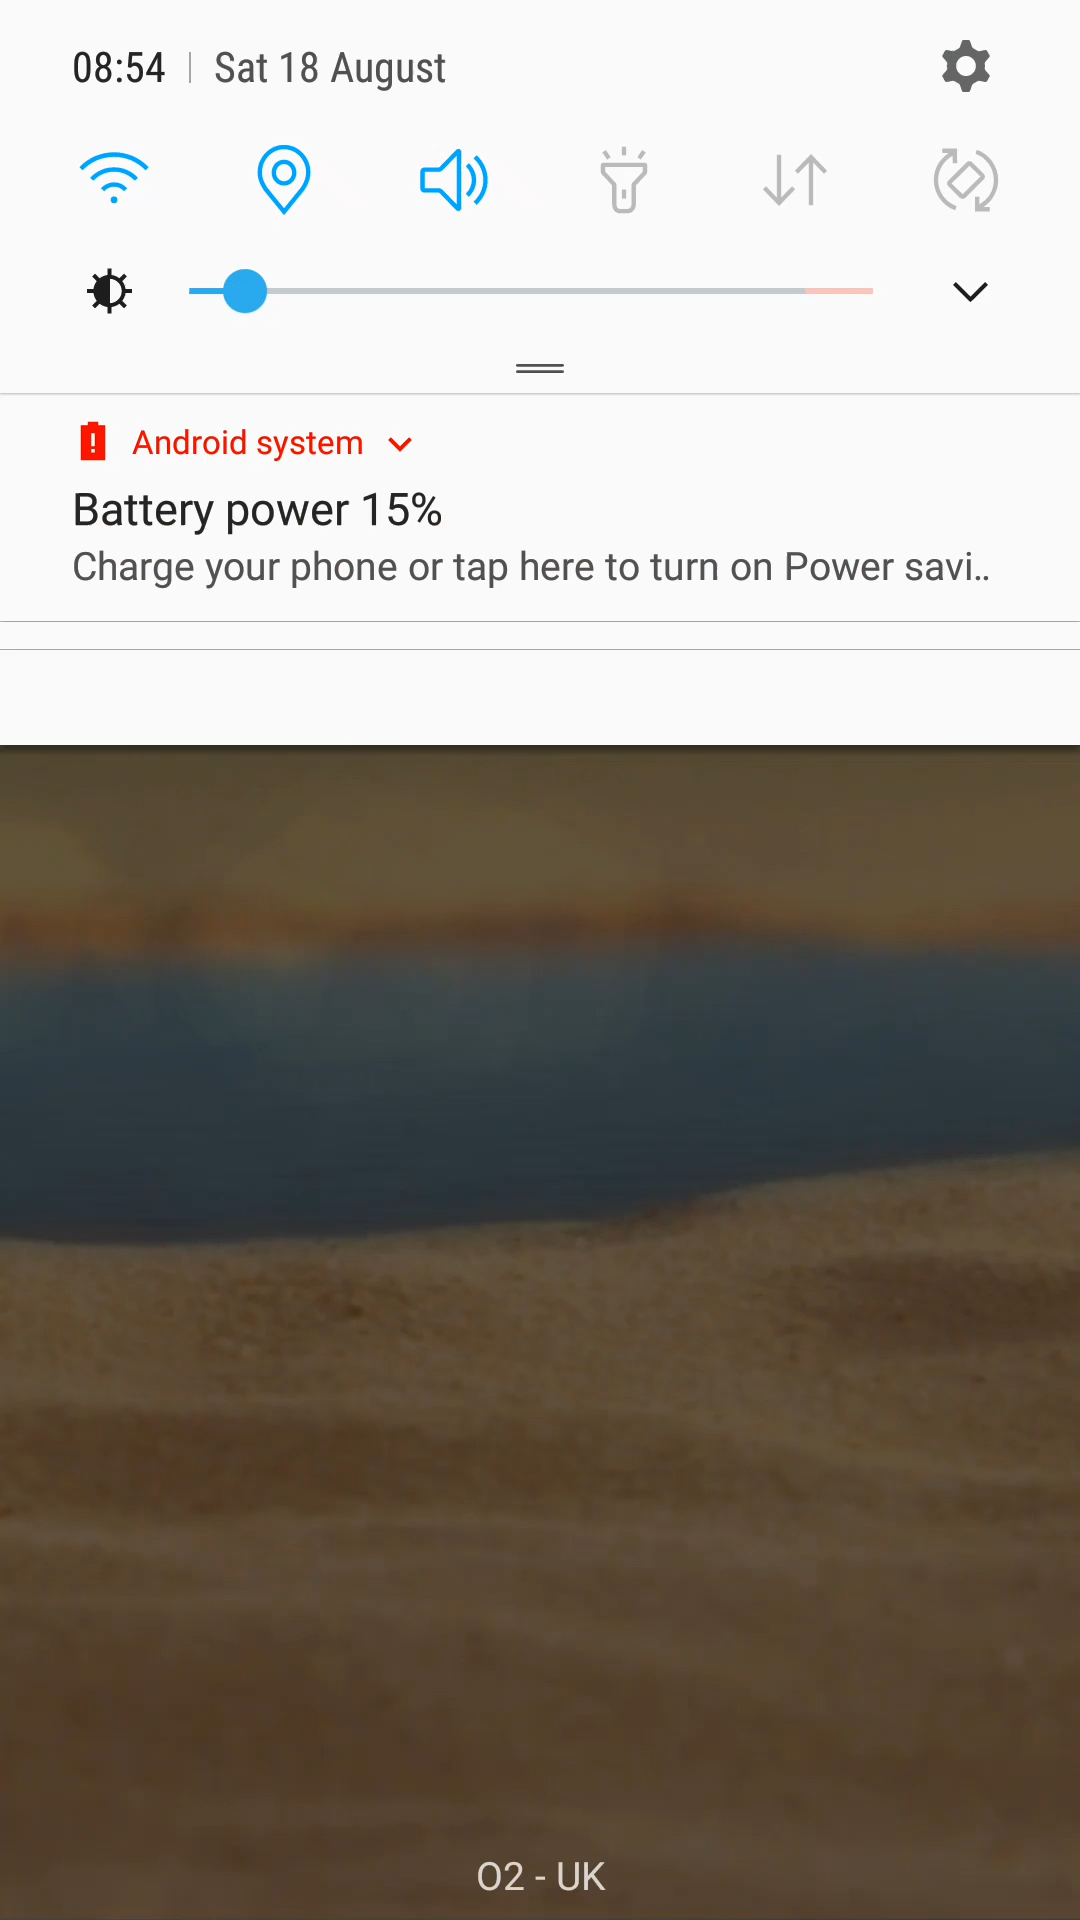 08:54 | Sat 18 August
Android system
Battery power 15%
Charge your phone or tap here to turn on Power savi..
O2 - UK